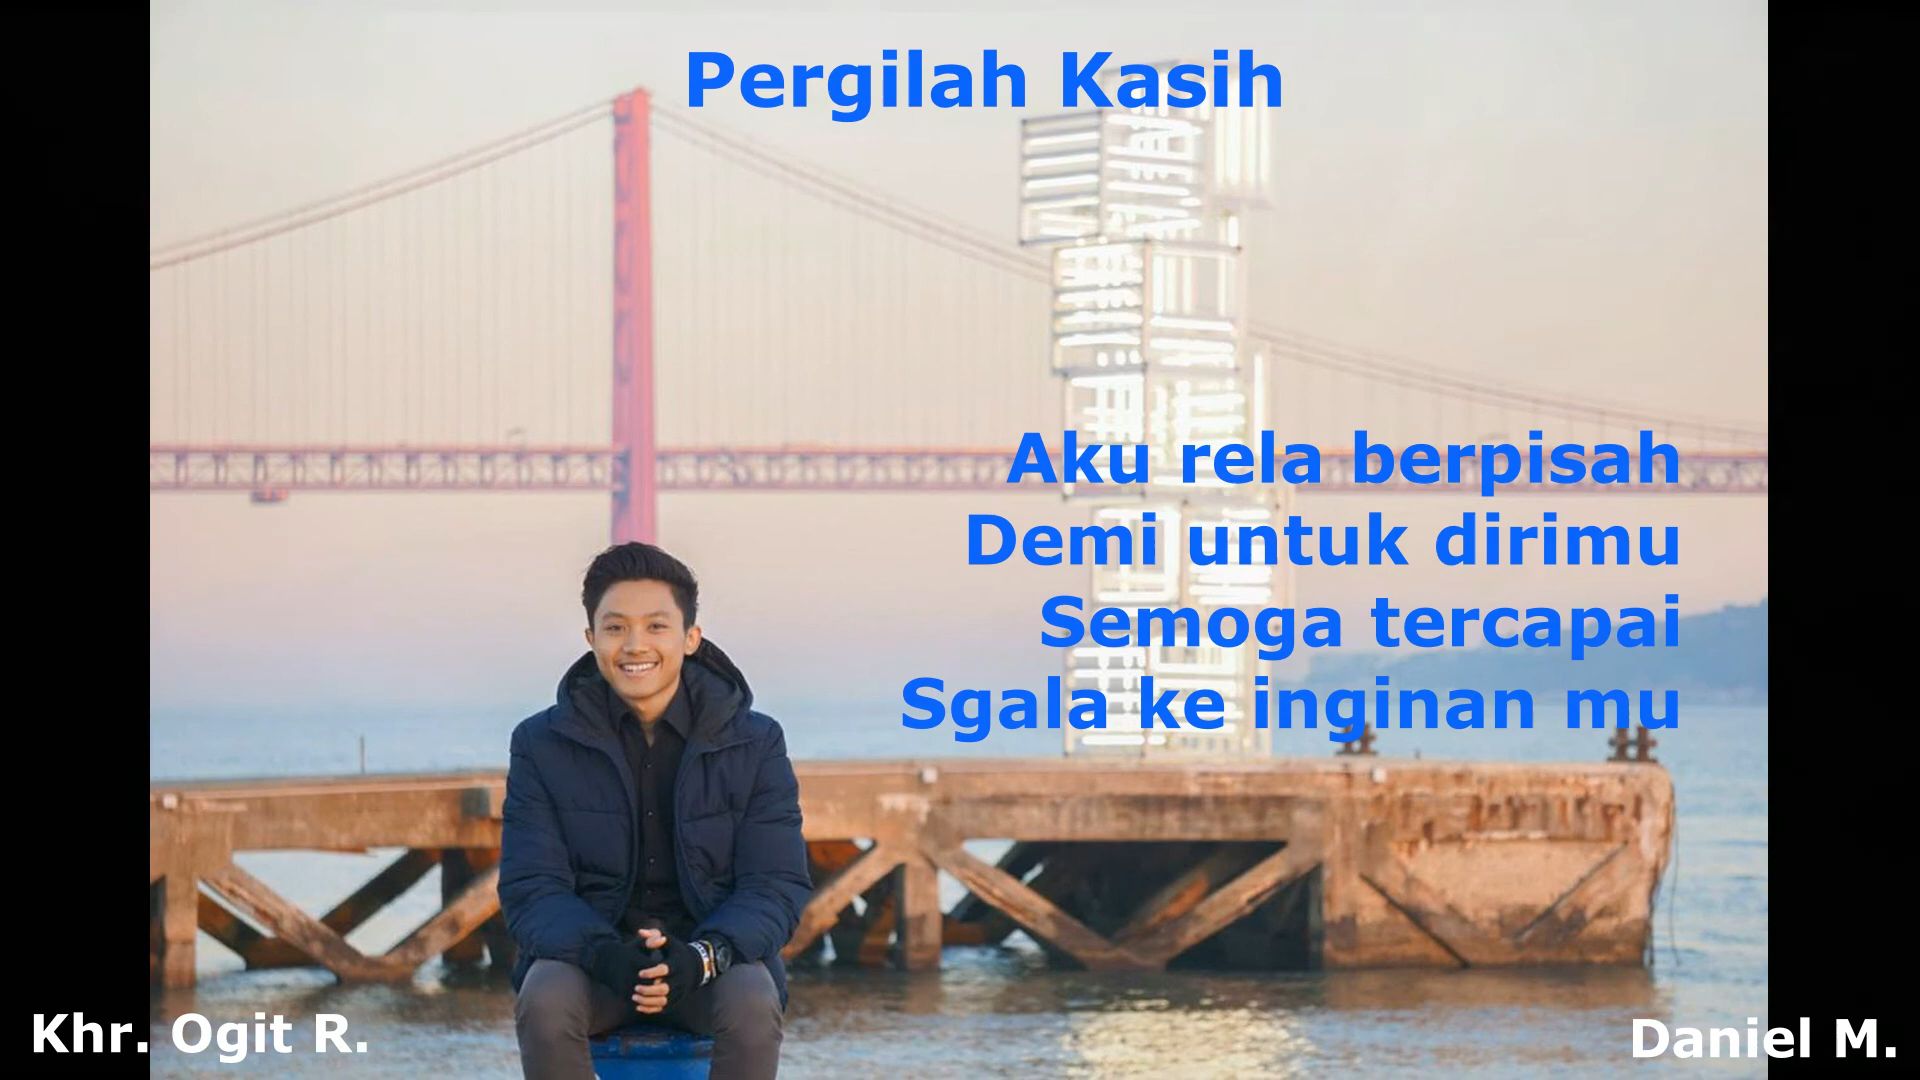 Pergilah Kasih
Aku rela berpisah
Demi untuk dirimu
Semoga tercapai
Sgala ke inginan mu
Khr. Ogit R.
Daniel M.